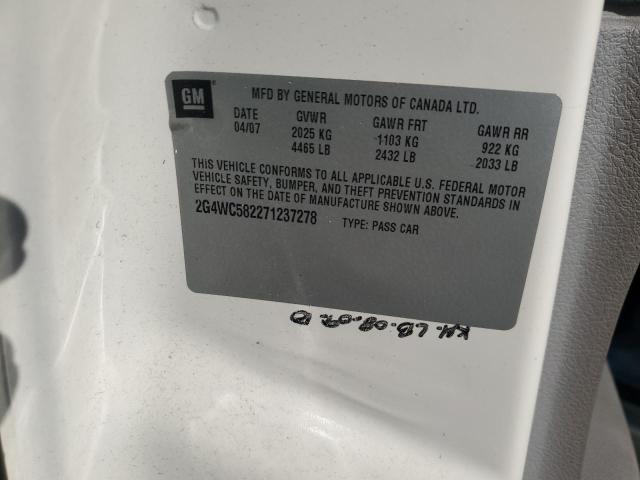 GM
MFD BY GENERAL MOTORS OF CANADA LTD.
DATE GVWR GAWR FRT GAWR RR
04/07 2025 KG 1103 KG 922 KG
4465 LB 2432 LB 2033 LB
THIS VEHICLE CONFORMS TO ALL APPLICABLE U.S. FEDERAL MOTOR
VEHICLE SAFETY, BUMPER, AND THEFT PREVENTION STANDARDS IN
EFFECT ON THE DATE OF MANUFACTURE SHOWN ABOVE.
2G4WC582271237278 TYPE: PASS CAR